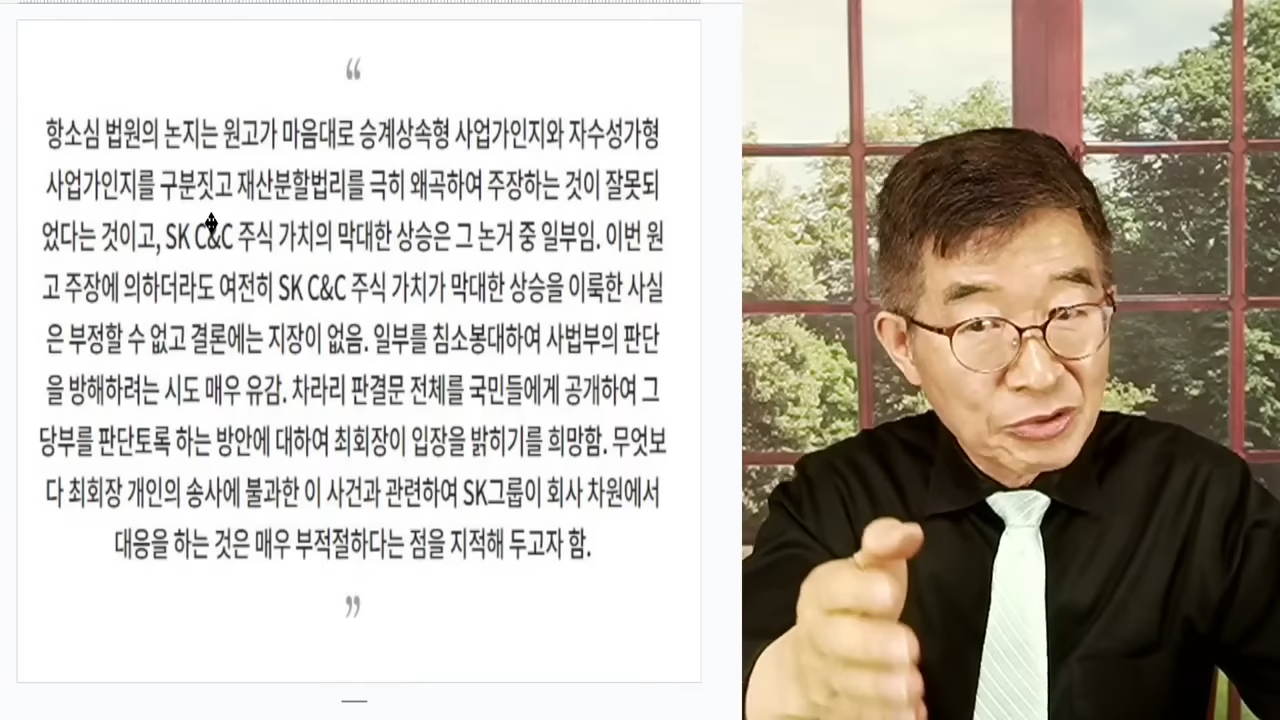 “
항소심 법원의 논지는 원고가 마음대로 승계상속형 사업가인지와 자수성가형
사업가인지를 구분짓고 재산분할법리를 극히 왜곡하여 주장하는 것이 잘못되
었다는 것이고, SK C&C 주식 가치의 막대한 상승은 그 논거 중 일부임. 이번 원
고 주장에 의하더라도 여전히 SK C&C 주식 가치가 막대한 상승을 이룩한 사실
은 부정할 수 없고 결론에는 지장이 없음. 일부를 침소봉대하여 사법부의 판단
을 방해하려는 시도 매우 유감. 차라리 판결문 전체를 국민들에게 공개하여 그
당부를 판단토록 하는 방안에 대하여 최회장이 입장을 밝히기를 희망함. 무엇보
다 최회장 개인의 송사에 불과한 이 사건과 관련하여 SK그룹이 회사 차원에서
대응을 하는 것은 매우 부적절하다는 점을 지적해 두고자 함.
”